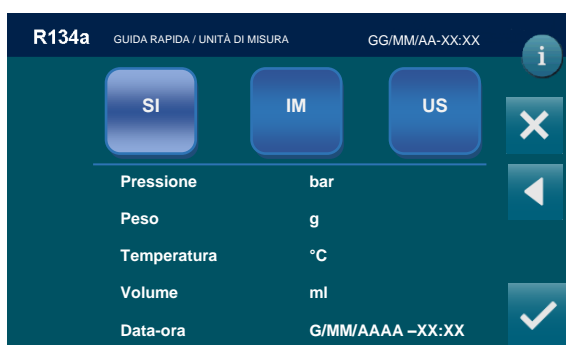 R134a GUIDA RAPIDA / UNITÀ DI MISURA GG/MM/AA-XX:XX
i
SI IM US
Pressione bar
Peso g
Temperatura °C
Volume ml
Data-ora G/MM/AAAA –XX:XX